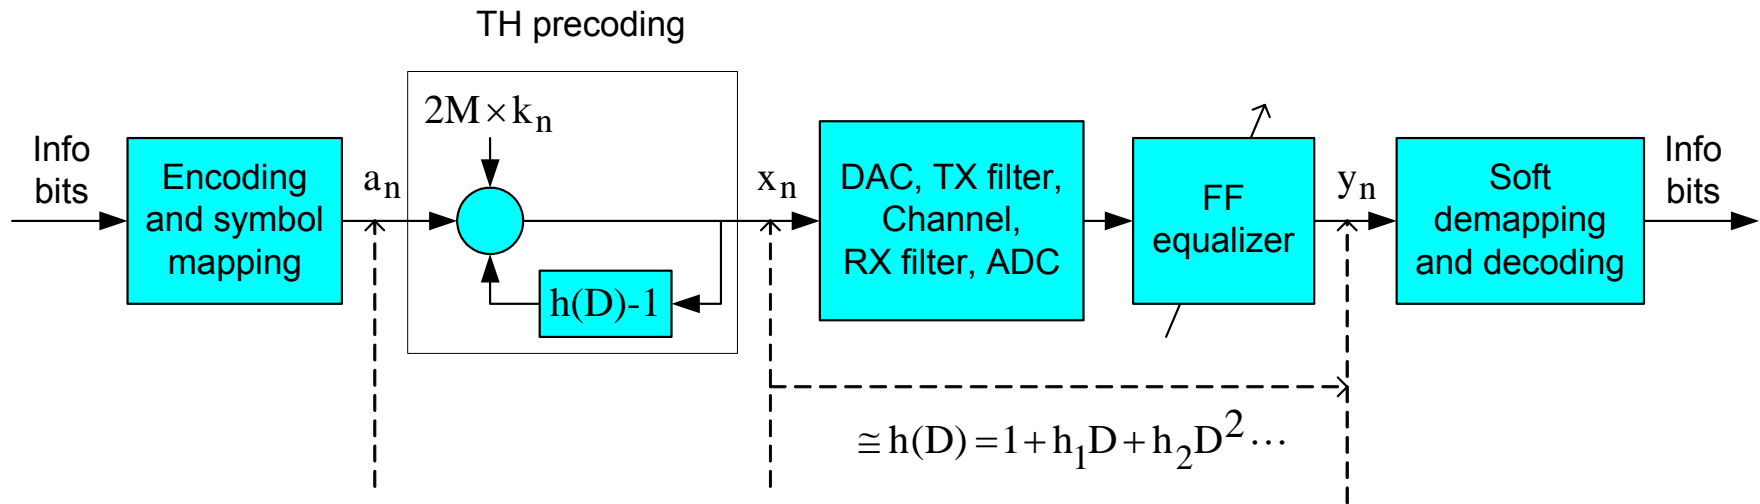 TH precoding
2M × kₙ
Info
bits
Encoding
and symbol
mapping
aₙ
h(D)-1
xₙ
DAC, TX filter,
Channel,
RX filter, ADC
FF
equalizer
yₙ
Soft
demapping
and decoding
Info
bits
≅ h(D) = 1 + h₁D + h₂D² ⋯